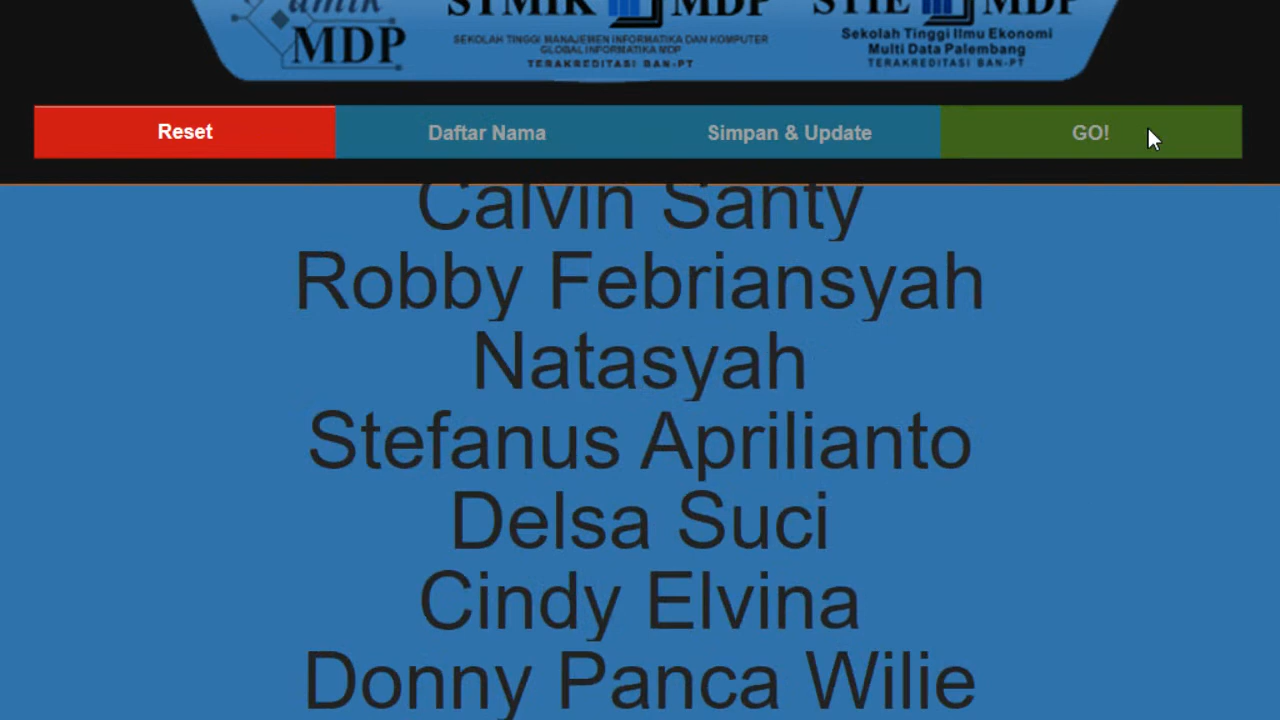 amik
MDP
STMIK MDP
SEKOLAH TINGGI MANAJEMEN INFORMATIKA DAN KOMPUTER
GLOBAL INFORMATIKA MDP
TERAKREDITASI BAN-PT
STIE MDP
Sekolah Tinggi Ilmu Ekonomi
Multi Data Palembang
TERAKREDITASI BAN-PT
Reset
Daftar Nama
Simpan & Update
GO!
Calvin Santy
Robby Febriansyah
Natasyah
Stefanus Aprilianto
Delsa Suci
Cindy Elvina
Donny Panca Wilie